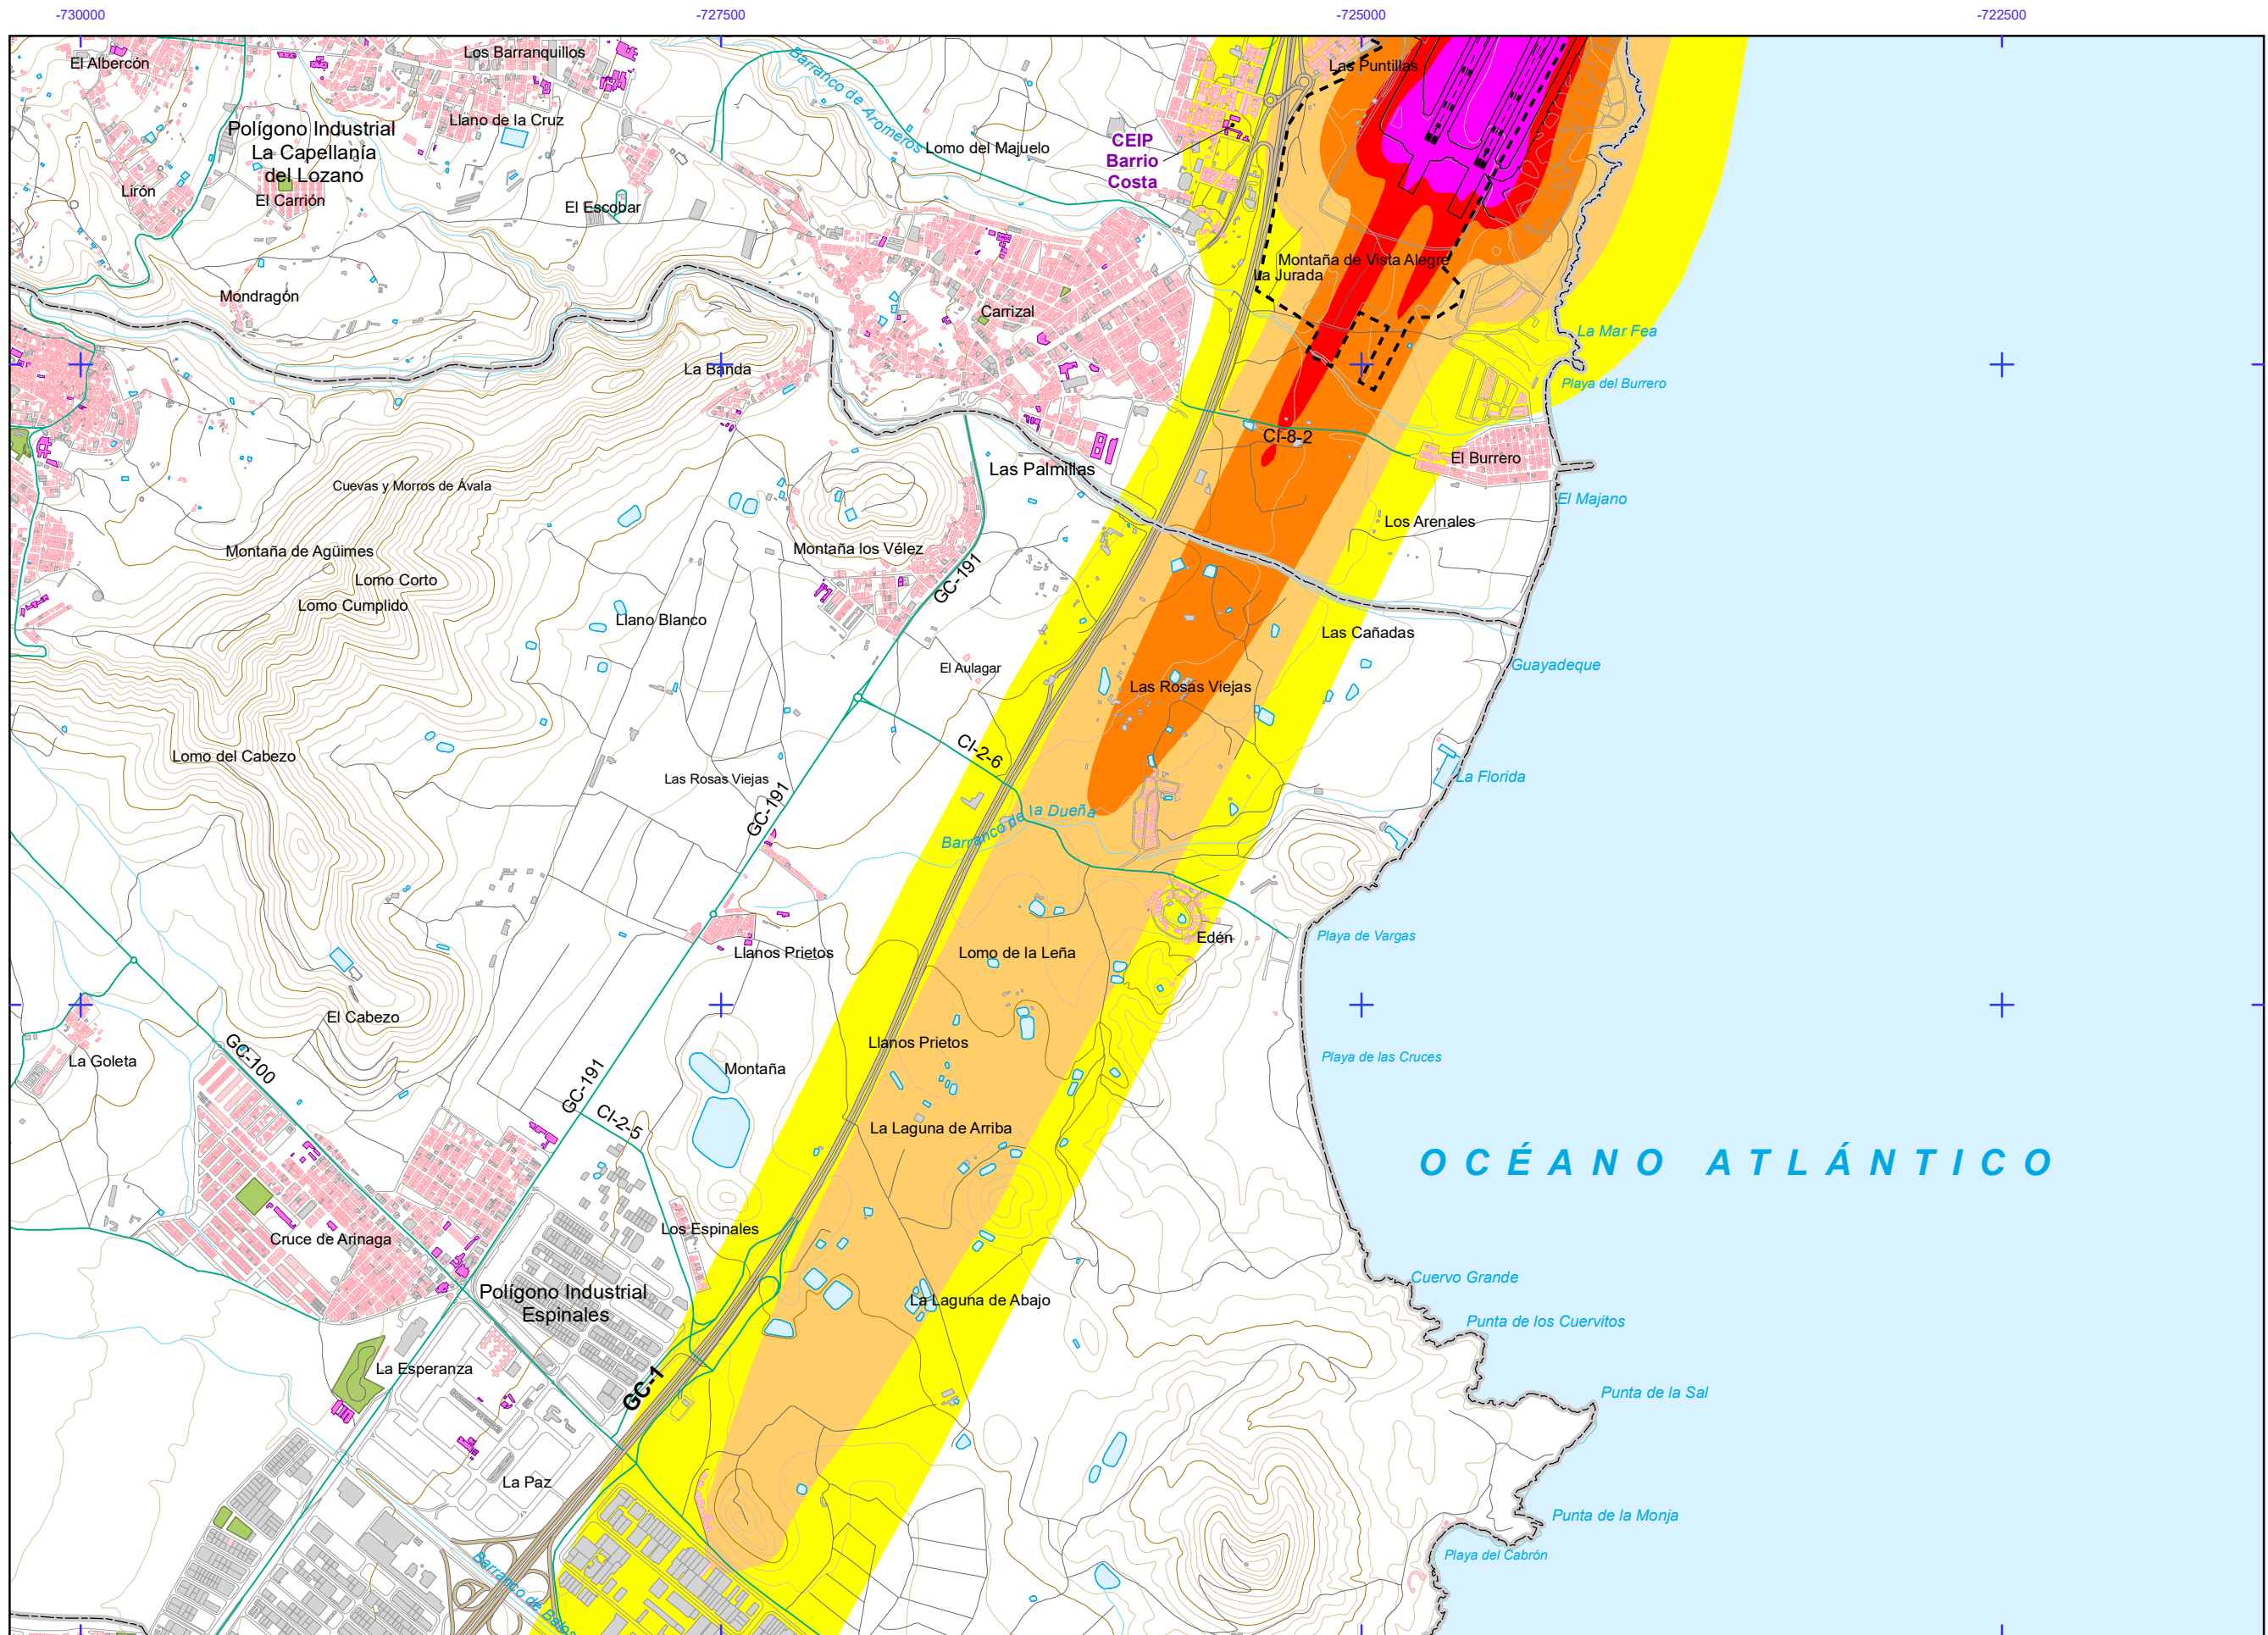 -730000
-727500
-725000
-722500
El Albercón
Los Barranquillos
Las Puntillas
Barranco de Aromeros
Llano de la Cruz
Polígono Industrial
La Capellanía
del Lozano
Lomo del Majuelo
CEIP
Barrio
Costa
Lirón
El Carrión
El Escobar
Montaña de Vista Alegre
La Jurada
Mondragón
Carrizal
La Mar Fea
La Banda
Playa del Burrero
CI-8-2
El Burrero
Las Palmillas
Cuevas y Morros de Ávala
El Majano
Los Arenales
Montaña de Agüimes
Montaña los Vélez
GC-191
Lomo Corto
Lomo Cumplido
Llano Blanco
Las Cañadas
El Aulagar
Guayadeque
Las Rosas Viejas
Lomo del Cabezo
CI-2-6
Las Rosas Viejas
La Florida
GC-191
Barranco de la Dueña
Edén
Playa de Vargas
Llanos Prietos
Lomo de la Leña
El Cabezo
Llanos Prietos
Playa de las Cruces
La Goleta
GC-100
Montaña
GC-191
CI-2-5
La Laguna de Arriba
OCÉANO ATLÁNTICO
Los Espinales
Cruce de Arinaga
Cuervo Grande
Polígono Industrial
Espinales
La Laguna de Abajo
Punta de los Cuervitos
La Esperanza
GC-1
Punta de la Sal
La Paz
Punta de la Monja
Playa del Cabrón
Barranco de Balos